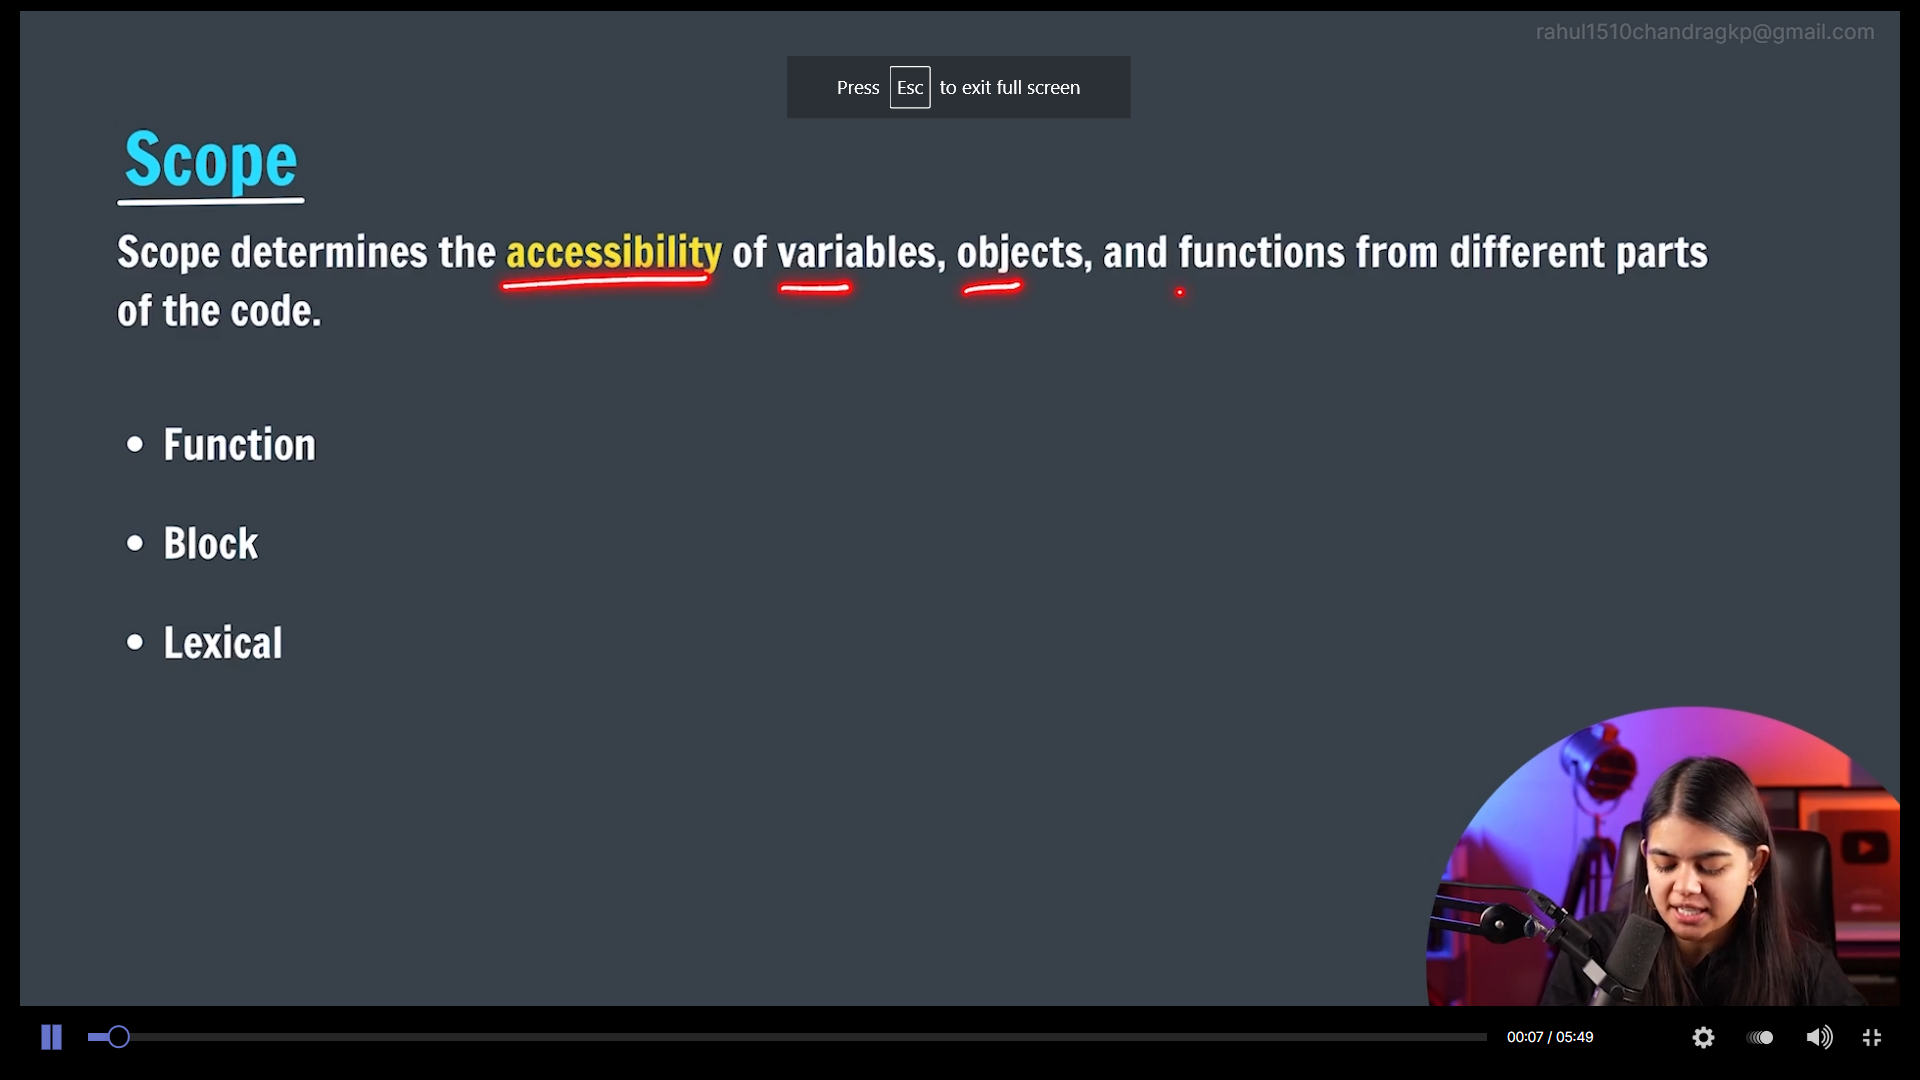 rahul1510chandragkp@gmail.com
Press Esc to exit full screen
Scope
Scope determines the accessibility of variables, objects, and functions from different parts
of the code.
• Function
• Block
• Lexical
00:07 / 05:49